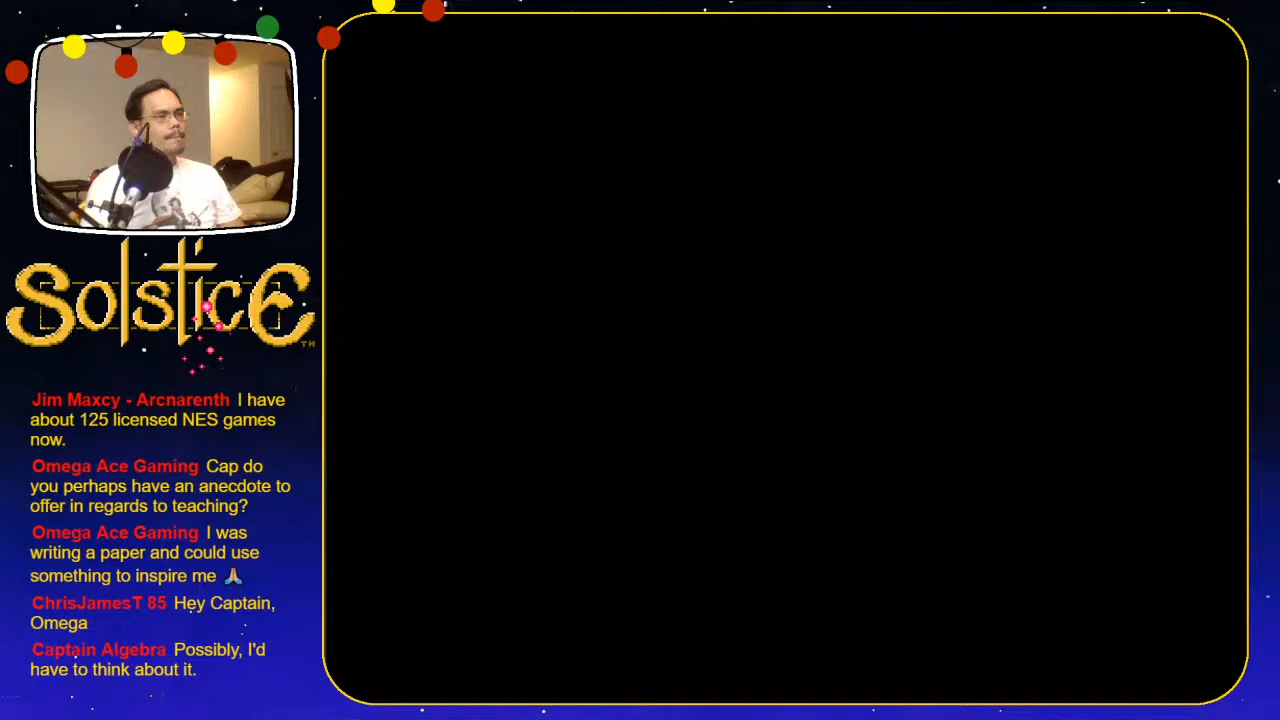 Solstice™
Jim Maxcy - Arcnarenth I have
about 125 licensed NES games
now.
Omega Ace Gaming Cap do
you perhaps have an anecdote to
offer in regards to teaching?
Omega Ace Gaming I was
writing a paper and could use
something to inspire me 🙏🏽
ChrisJamesT 85 Hey Captain,
Omega
Captain Algebra Possibly, I'd
have to think about it.